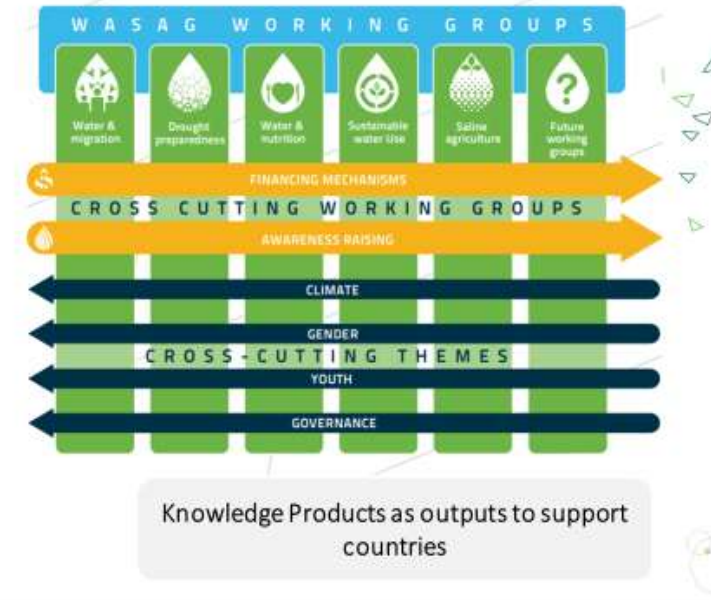 WASAG WORKING GROUPS
Water &
migration
Drought
preparedness
Water &
nutrition
Sustainable
water Use
Saline
agriculture
?
Future
working
groups
$
FINANCING MECHANISMS
CROSS CUTTING WORKING GROUPS
AWARENESS RAISING
CLIMATE
GENDER
CROSS-CUTTING THEMES
YOUTH
GOVERNANCE
Knowledge Products as outputs to support
countries